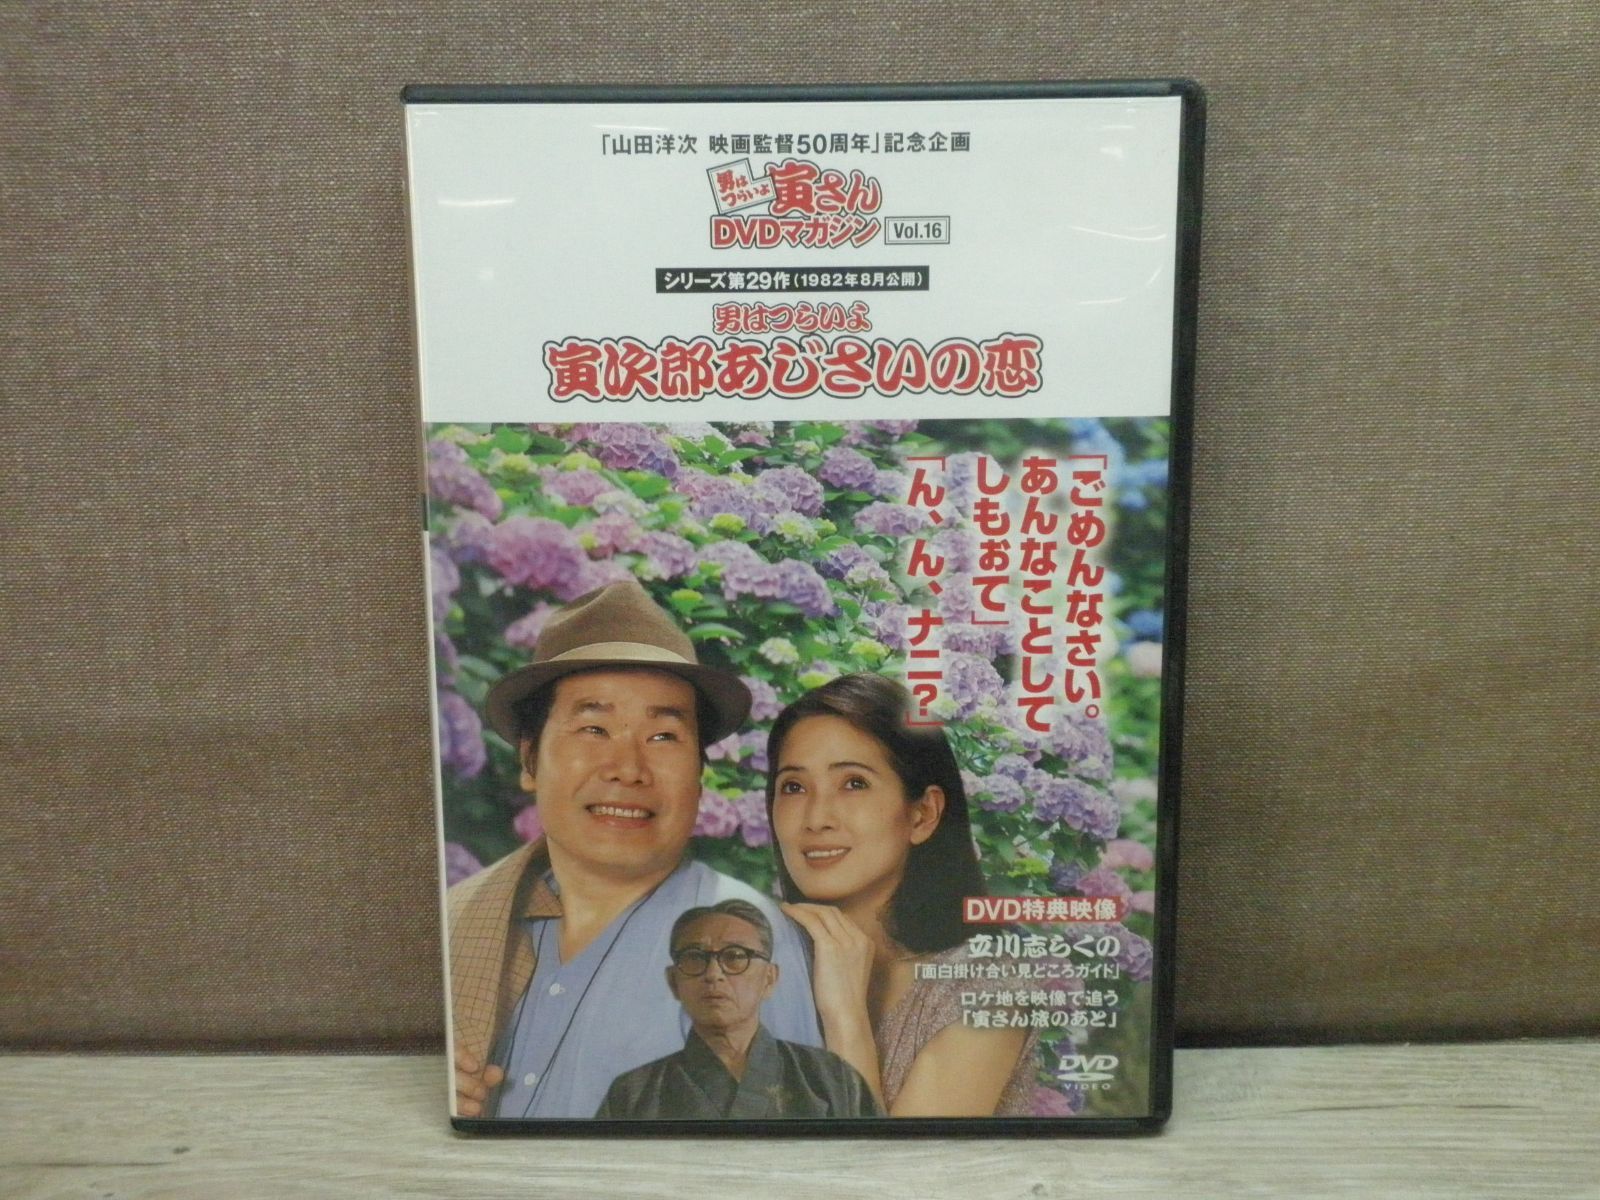 「山田洋次 映画監督50周年」記念企画
男は
つらいよ
寅さん
DVDマガジン Vol.16
シリーズ第29作(1982年8月公開)
男はつらいよ
寅次郎あじさいの恋
「ごめんなさい。
あんなことして
しもぉて」
「ん、ん、ナニ?」
DVD特典映像
立川志らくの
「面白掛け合い見どころガイド」
ロケ地を映像で追う
「寅さん旅のあと」
DVD
VIDEO